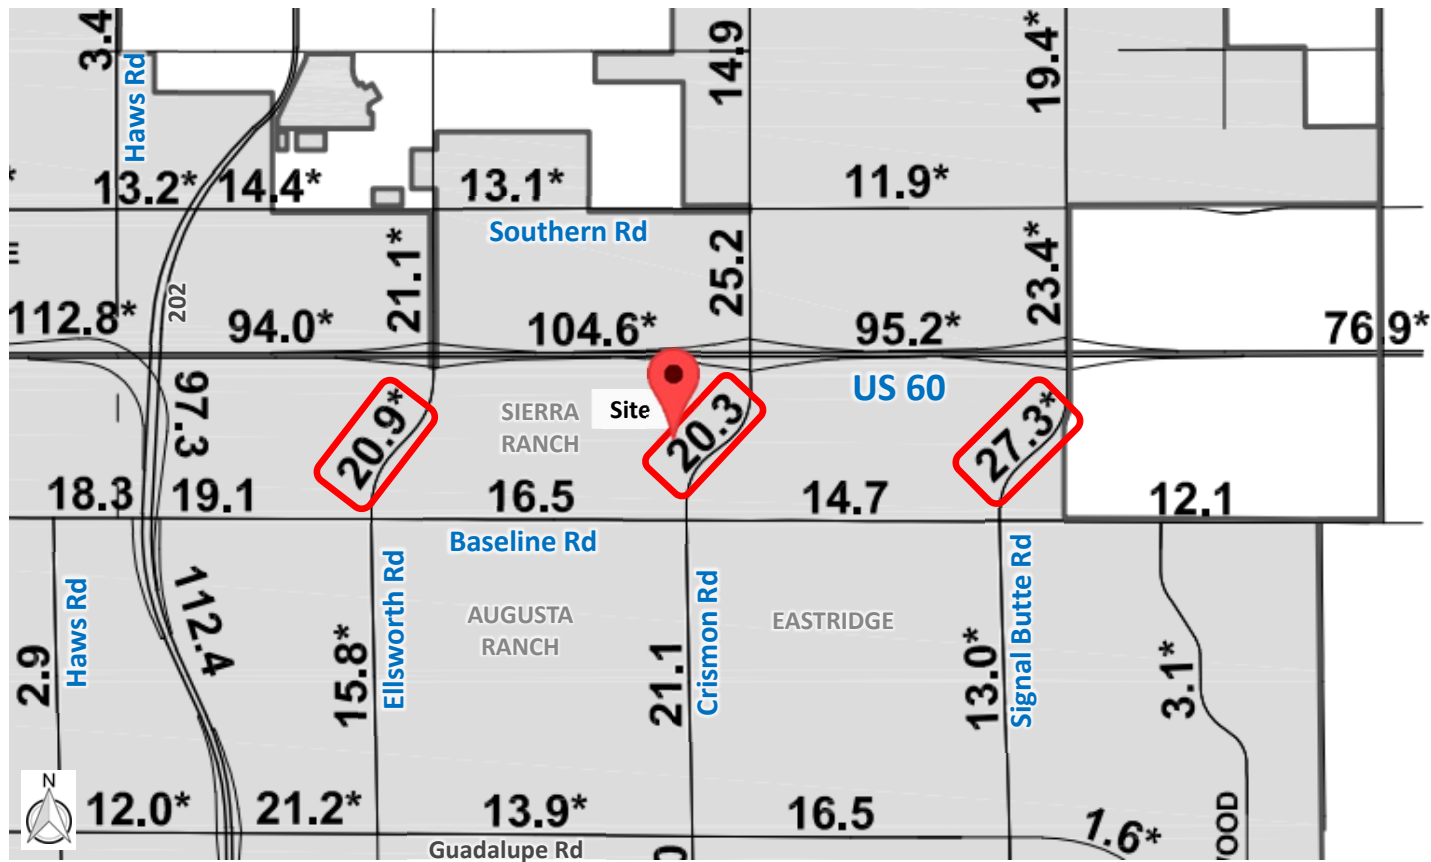 3.4
Haws Rd
14.9
19.4*
*
13.2*
14.4*
13.1*
11.9*
Southern Rd
21.1*
25.2
23.4*
202
112.8*
94.0*
104.6*
95.2*
76.9*
US 60
97.3
20.9*
SIERRA
RANCH
Site
20.3
27.3*
18.3
19.1
16.5
14.7
12.1
Baseline Rd
112.4
Haws Rd
2.9
15.8*
Ellsworth Rd
AUGUSTA
RANCH
21.1
Crismon Rd
EASTRIDGE
13.0*
Signal Butte Rd
3.1*
N
12.0*
21.2*
13.9*
16.5
1.6*
Guadalupe Rd